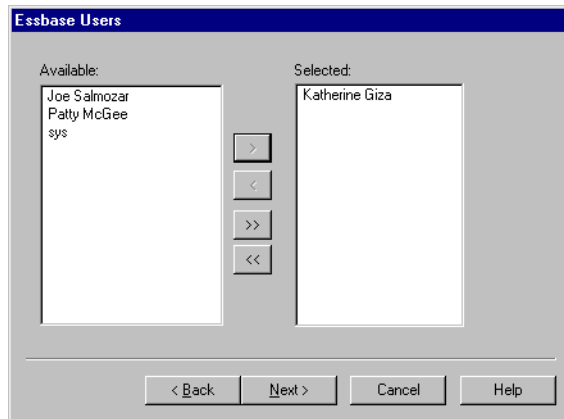 Essbase Users
Available:
Joe Salmozar
Patty McGee
sys
>
<
>>
<<
Selected:
Katherine Giza
< Back
Next >
Cancel
Help